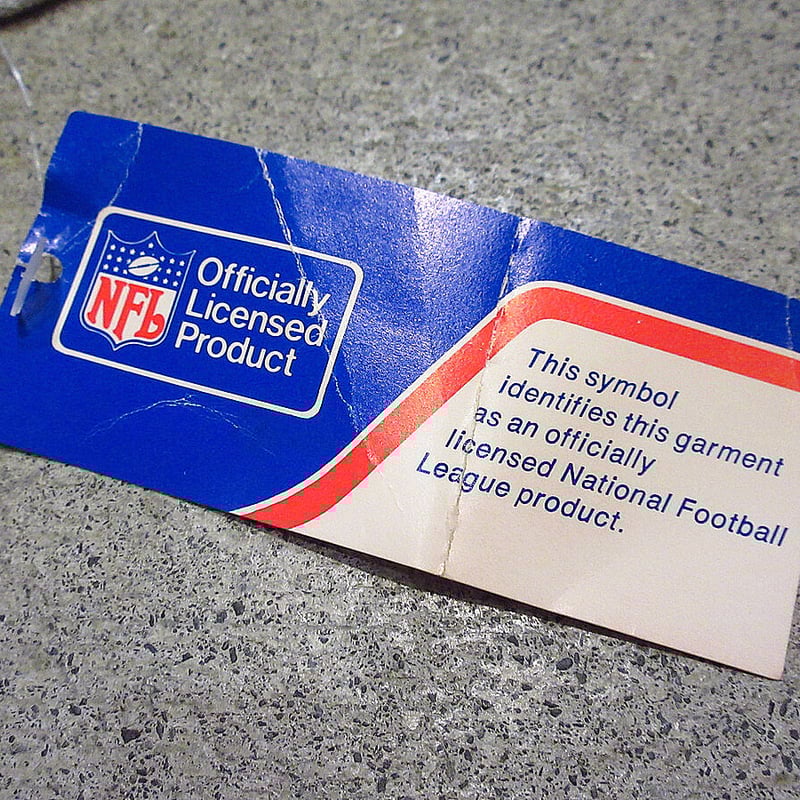 NFL
Officially
Licensed
Product
This symbol
identifies this garment
as an officially
licensed National Football
League product.